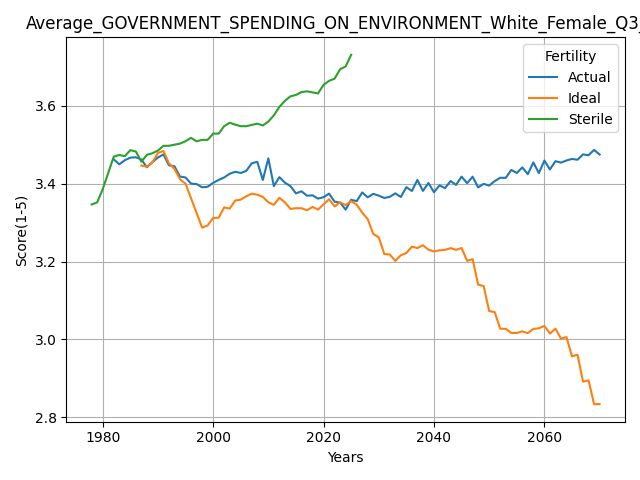 Average_GOVERNMENT_SPENDING_ON_ENVIRONMENT_White_Female_Q3_
Fertility
Actual
Ideal
Sterile
3.6
3.4
3.2
3.0
2.8
Score(1-5)
1980 2000 2020 2040 2060
Years